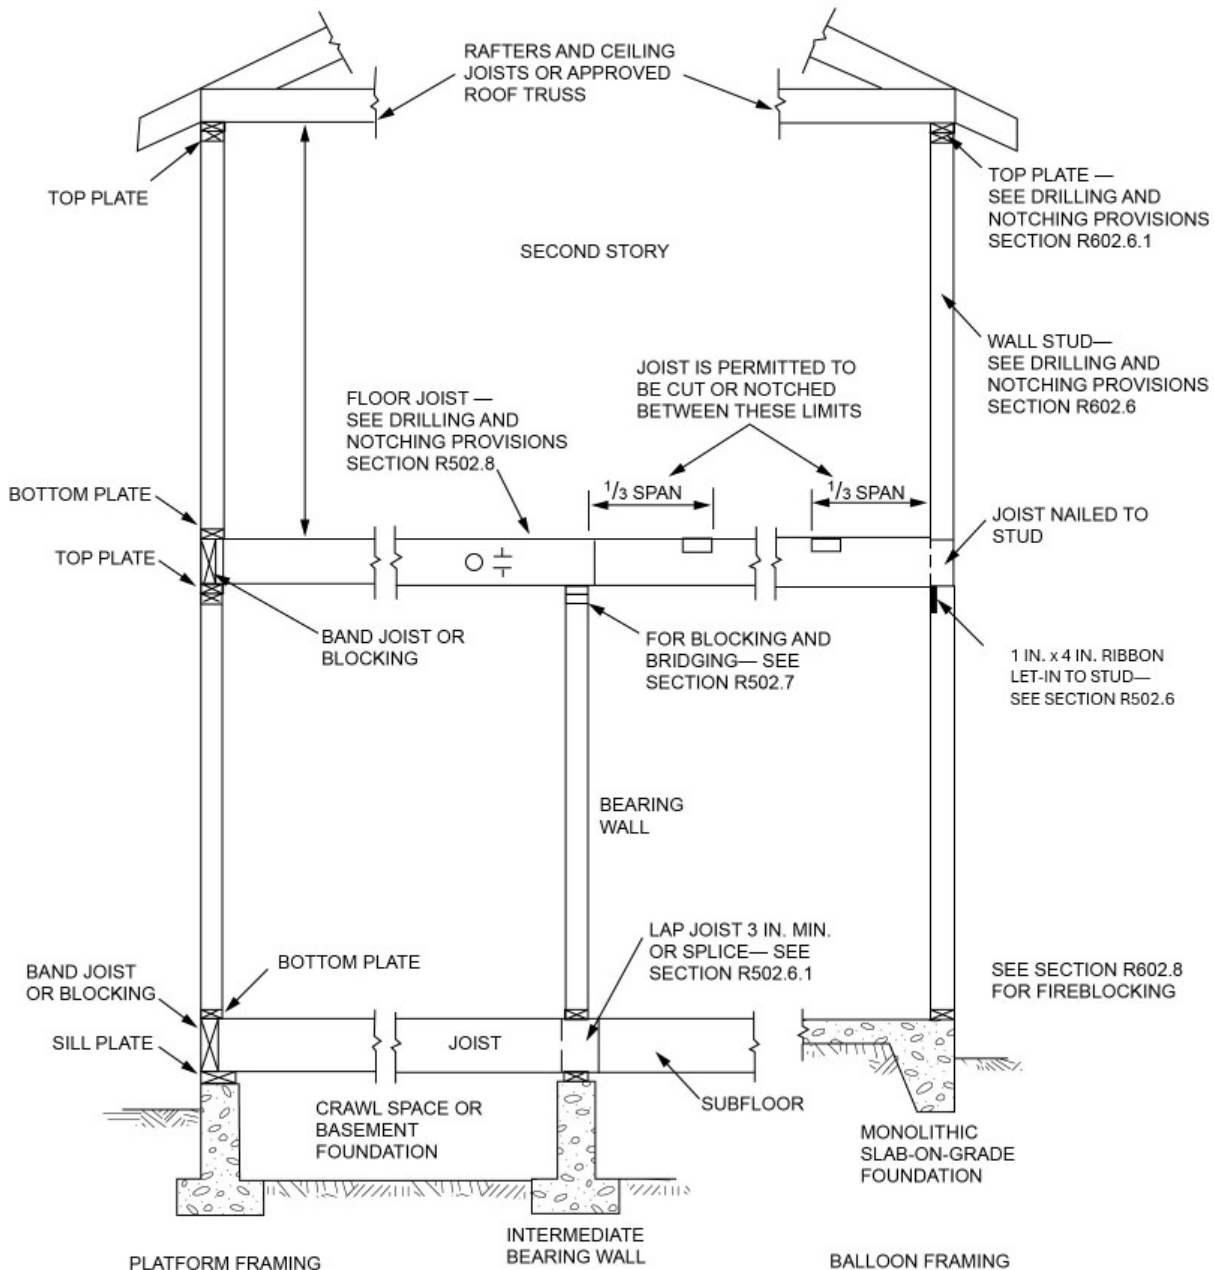 RAFTERS AND CEILING
JOISTS OR APPROVED
ROOF TRUSS
TOP PLATE
TOP PLATE —
SEE DRILLING AND
NOTCHING PROVISIONS
SECTION R602.6.1
SECOND STORY
WALL STUD—
SEE DRILLING AND
NOTCHING PROVISIONS
SECTION R602.6
JOIST IS PERMITTED TO
BE CUT OR NOTCHED
BETWEEN THESE LIMITS
FLOOR JOIST —
SEE DRILLING AND
NOTCHING PROVISIONS
SECTION R502.8
1/3 SPAN
1/3 SPAN
BOTTOM PLATE
JOIST NAILED TO
STUD
TOP PLATE
BAND JOIST OR
BLOCKING
FOR BLOCKING AND
BRIDGING— SEE
SECTION R502.7
1 IN. x 4 IN. RIBBON
LET-IN TO STUD—
SEE SECTION R502.6
BEARING
WALL
LAP JOIST 3 IN. MIN.
OR SPLICE— SEE
SECTION R502.6.1
BOTTOM PLATE
BAND JOIST
OR BLOCKING
SEE SECTION R602.8
FOR FIREBLOCKING
SILL PLATE
JOIST
SUBFLOOR
CRAWL SPACE OR
BASEMENT
FOUNDATION
MONOLITHIC
SLAB-ON-GRADE
FOUNDATION
PLATFORM FRAMING
INTERMEDIATE
BEARING WALL
BALLOON FRAMING